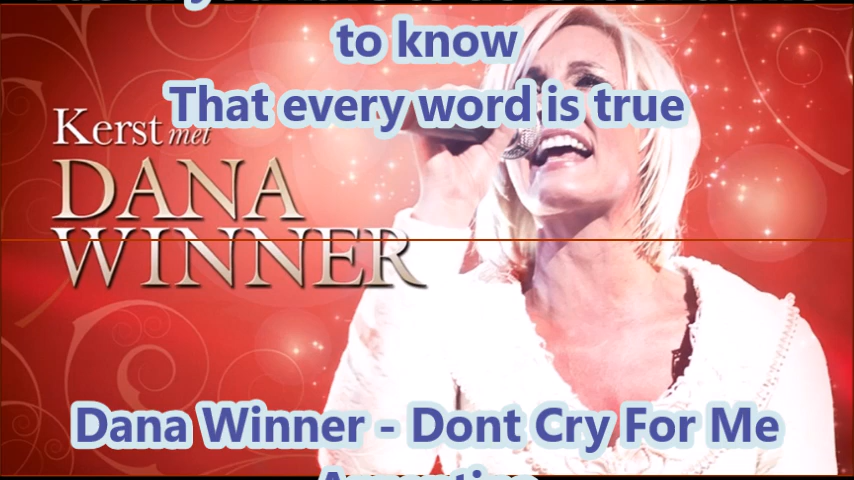 to know
That every word is true
Kerst met
DANA
WINNER
Dana Winner - Dont Cry For Me